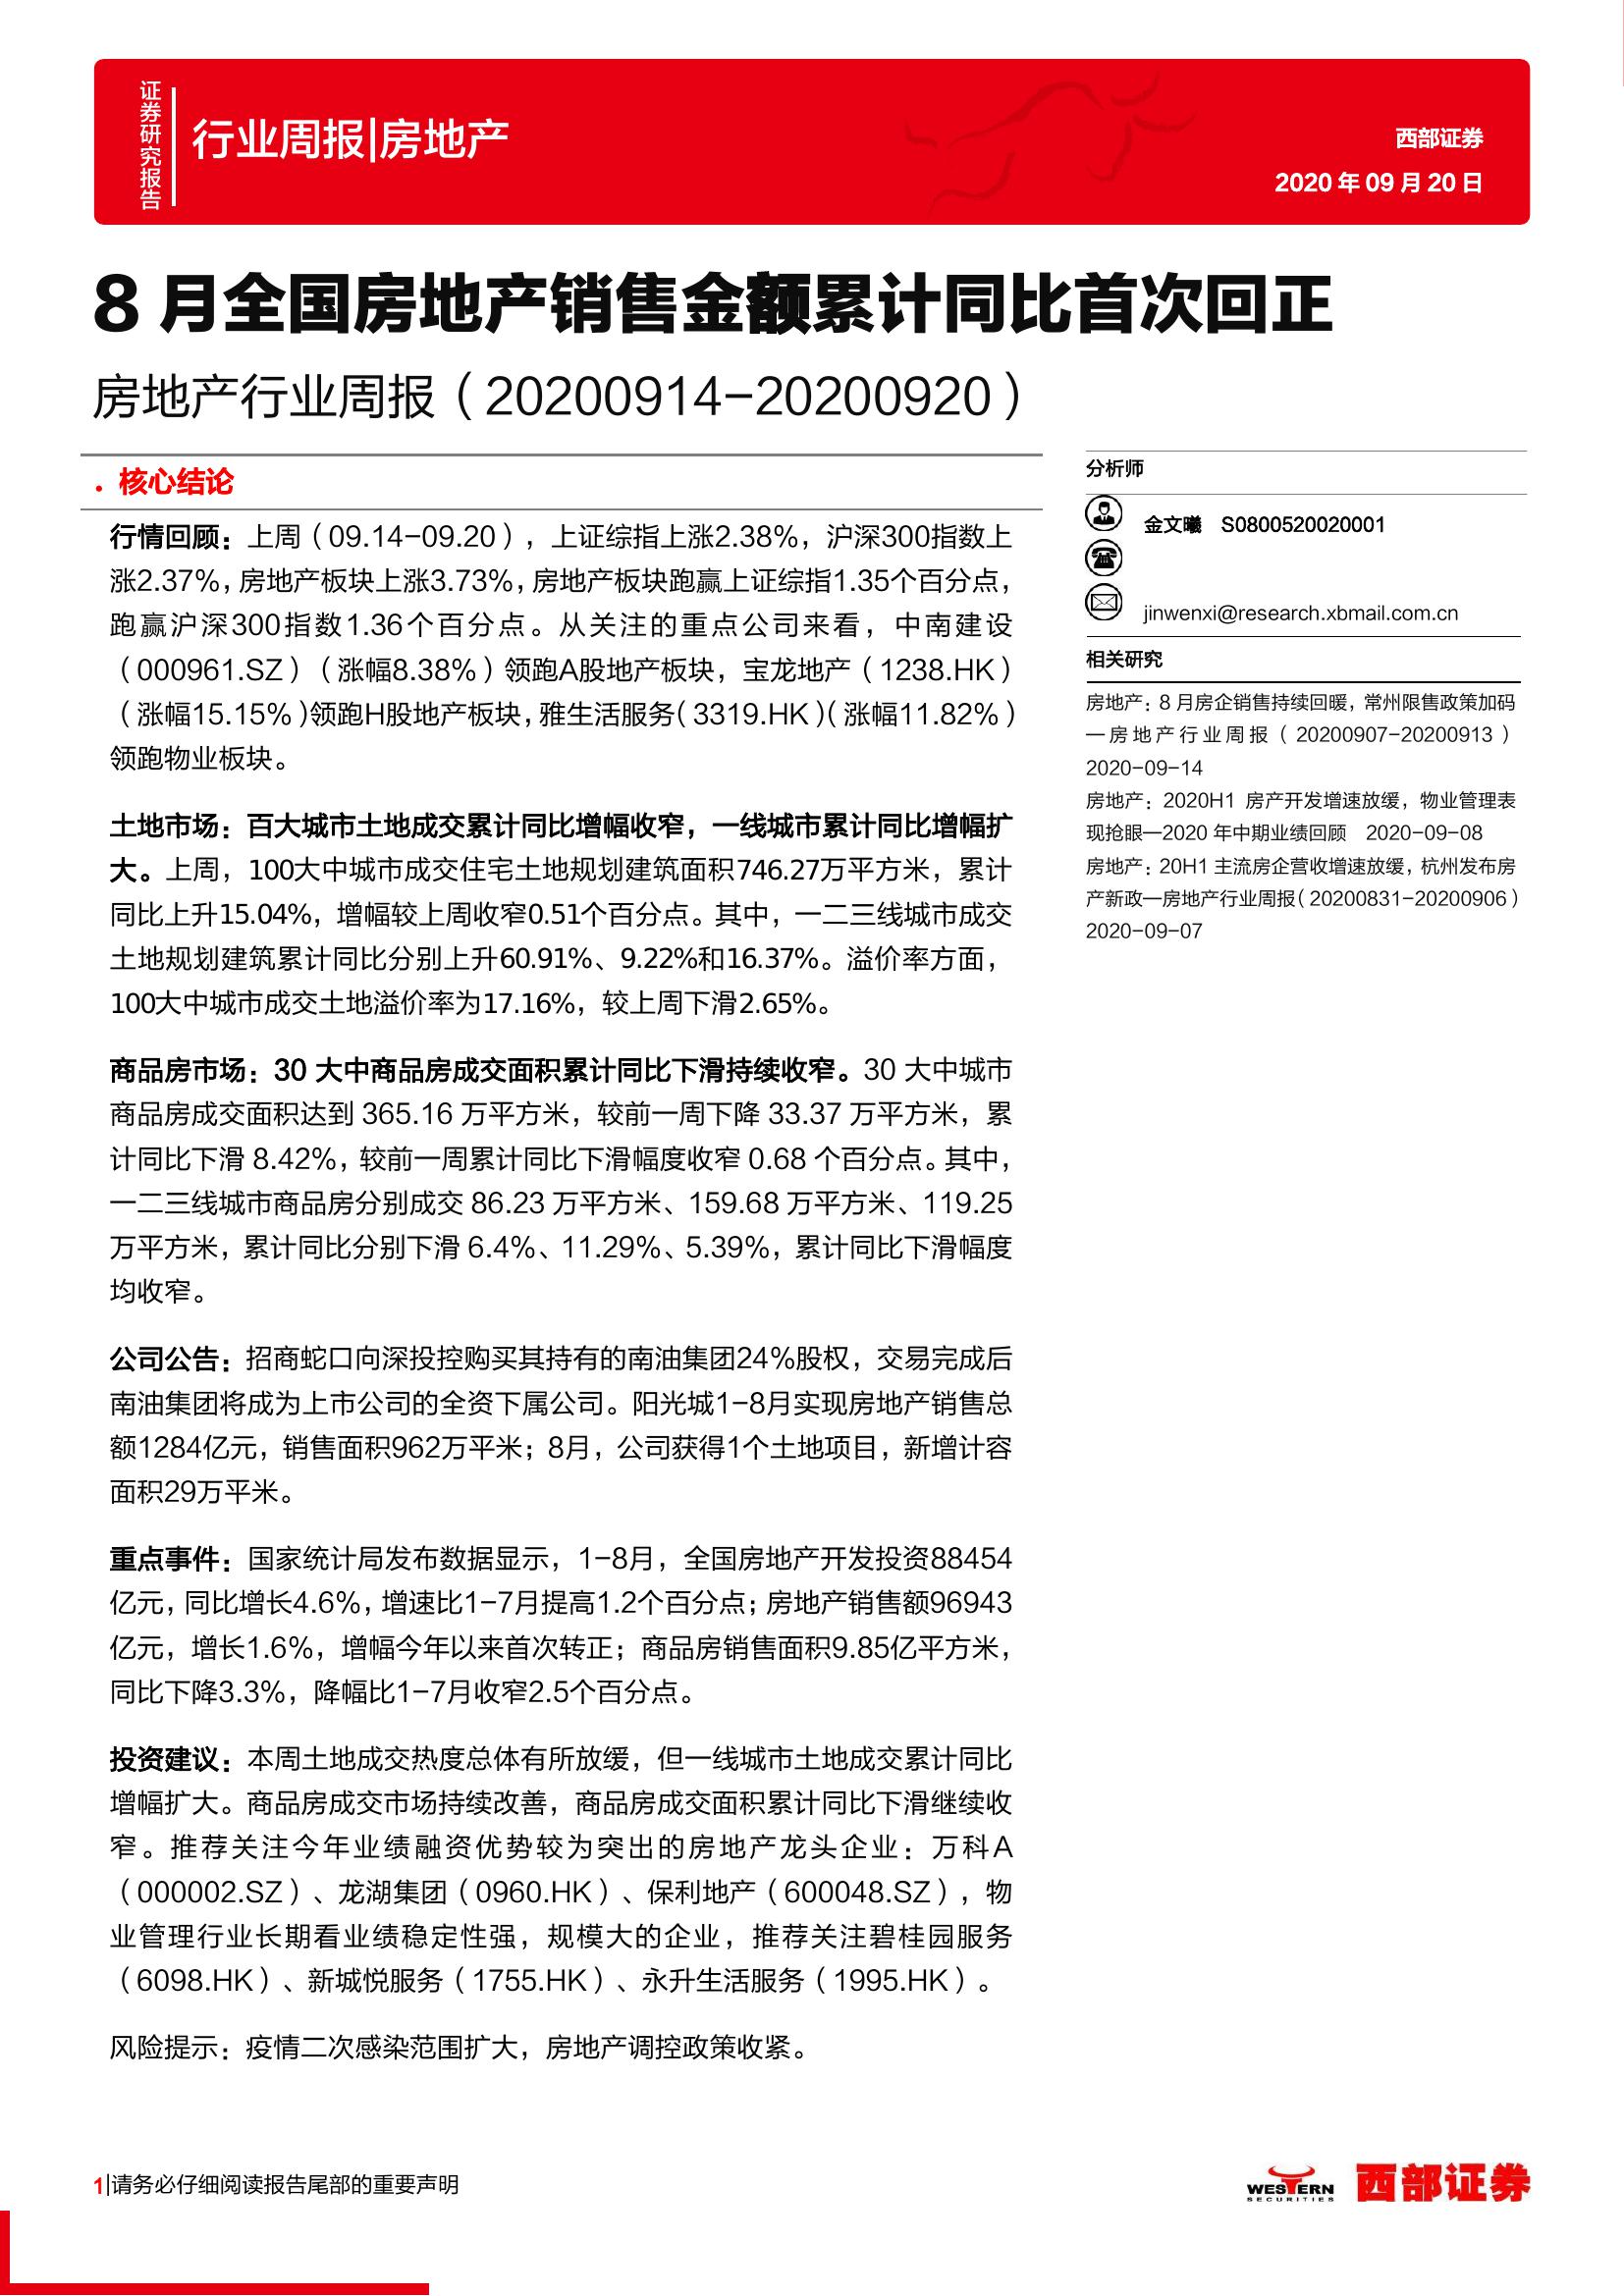 证券研究报告
行业周报|房地产
西部证券
2020 年 09 月 20 日
8 月全国房地产销售金额累计同比首次回正
房地产行业周报（20200914-20200920）
· 核心结论
行情回顾：上周（09.14-09.20），上证综指上涨2.38%，沪深300指数上
涨2.37%，房地产板块上涨3.73%，房地产板块跑赢上证综指1.35个百分点，
跑赢沪深300指数1.36个百分点。从关注的重点公司来看，中南建设
（000961.SZ）（涨幅8.38%）领跑A股地产板块，宝龙地产（1238.HK）
（涨幅15.15%）领跑H股地产板块，雅生活服务（3319.HK）（涨幅11.82%）
领跑物业板块。
土地市场：百大城市土地成交累计同比增幅收窄，一线城市累计同比增幅扩
大。上周，100大中城市成交住宅土地规划建筑面积746.27万平方米，累计
同比上升15.04%，增幅较上周收窄0.51个百分点。其中，一二三线城市成交
土地规划建筑累计同比分别上升60.91%、9.22%和16.37%。溢价率方面，
100大中城市成交土地溢价率为17.16%，较上周下滑2.65%。
商品房市场：30 大中商品房成交面积累计同比下滑持续收窄。30 大中城市
商品房成交面积达到 365.16 万平方米，较前一周下降 33.37 万平方米，累
计同比下滑 8.42%，较前一周累计同比下滑幅度收窄 0.68 个百分点。其中，
一二三线城市商品房分别成交 86.23 万平方米、159.68 万平方米、119.25
万平方米，累计同比分别下滑 6.4%、11.29%、5.39%，累计同比下滑幅度
均收窄。
公司公告：招商蛇口向深投控购买其持有的南油集团24%股权，交易完成后
南油集团将成为上市公司的全资下属公司。阳光城1-8月实现房地产销售总
额1284亿元，销售面积962万平米；8月，公司获得1个土地项目，新增计容
面积29万平米。
重点事件：国家统计局发布数据显示，1-8月，全国房地产开发投资88454
亿元，同比增长4.6%，增速比1-7月提高1.2个百分点；房地产销售额96943
亿元，增长1.6%，增幅今年以来首次转正；商品房销售面积9.85亿平方米，
同比下降3.3%，降幅比1-7月收窄2.5个百分点。
投资建议：本周土地成交热度总体有所放缓，但一线城市土地成交累计同比
增幅扩大。商品房成交市场持续改善，商品房成交面积累计同比下滑继续收
窄。推荐关注今年业绩融资优势较为突出的房地产龙头企业：万科A
（000002.SZ）、龙湖集团（0960.HK）、保利地产（600048.SZ），物
业管理行业长期看业绩稳定性强，规模大的企业，推荐关注碧桂园服务
（6098.HK）、新城悦服务（1755.HK）、永升生活服务（1995.HK）。
风险提示：疫情二次感染范围扩大，房地产调控政策收紧。
分析师
金文曦 S0800520020001
jinwenxi@research.xbmail.com.cn
相关研究
房地产：8 月房企销售持续回暖，常州限售政策加码
—房地产行业周报（20200907-20200913）
2020-09-14
房地产：2020H1 房产开发增速放缓，物业管理表
现抢眼—2020 年中期业绩回顾 2020-09-08
房地产：20H1 主流房企营收增速放缓，杭州发布房
产新政—房地产行业周报（20200831-20200906）
2020-09-07
1|请务必仔细阅读报告尾部的重要声明
WESTERN
SECURITIES
西部证券